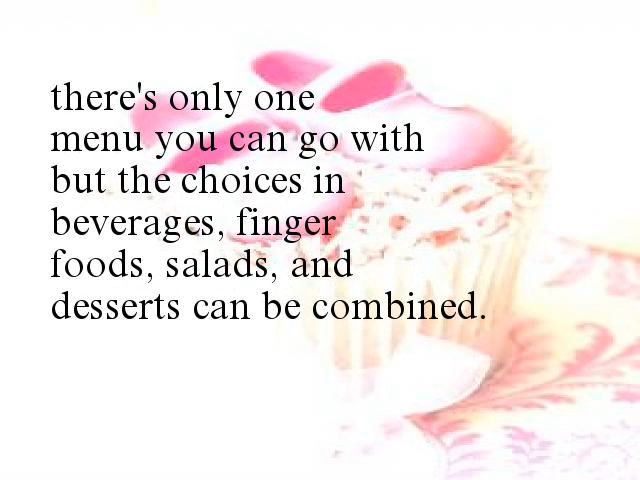 there's only one
menu you can go with
but the choices in
beverages, finger
foods, salads, and
desserts can be combined.